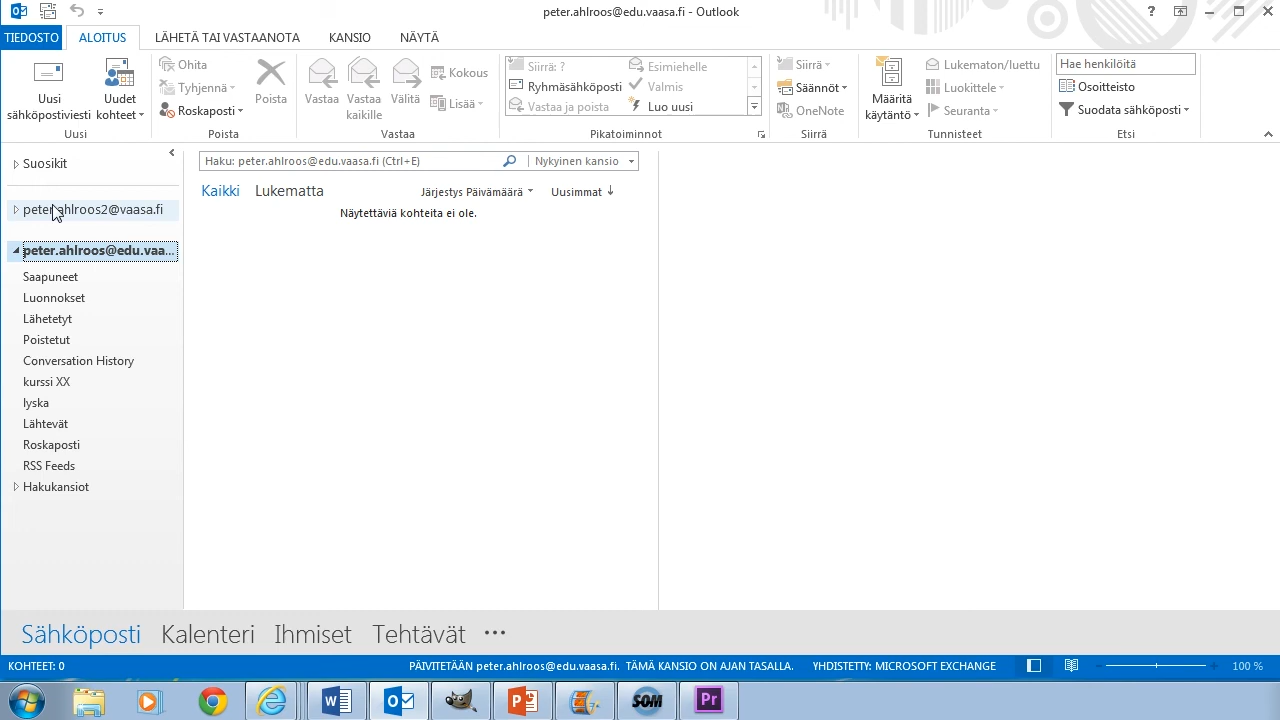 peter.ahlroos@edu.vaasa.fi - Outlook
?
TIEDOSTO ALOITUS LÄHETÄ TAI VASTAANOTA KANSIO NÄYTÄ
Uusi sähköpostiviesti
Uudet kohteet
Uusi
Ohita
Tyhjennä
Roskaposti
Poista
Poista
Vastaa
Vastaa kaikille
Välitä
Kokous
Lisää
Vastaa
Siirrä: ?
Ryhmäsähköposti
Vastaa ja poista
Esimiehelle
Valmis
Luo uusi
Pikatoiminnot
Siirrä
Säännöt
OneNote
Siirrä
Määritä käytäntö
Lukematon/luettu
Luokittele
Seuranta
Tunnisteet
Hae henkilöitä
Osoitteisto
Suodata sähköposti
Etsi
Suosikit
peter.ahlroos2@vaasa.fi
peter.ahlroos@edu.vaa...
Saapuneet
Luonnokset
Lähetetyt
Poistetut
Conversation History
kurssi XX
lyska
Lähtevät
Roskaposti
RSS Feeds
Hakukansiot
Haku: peter.ahlroos@edu.vaasa.fi (Ctrl+E) Nykyinen kansio
Kaikki Lukematta Järjestys Päivämäärä Uusimmat
Näytettäviä kohteita ei ole.
Sähköposti Kalenteri Ihmiset Tehtävät ...
KOHTEET: 0 PÄIVITETÄÄN peter.ahlroos@edu.vaasa.fi. TÄMÄ KANSIO ON AJAN TASALLA. YHDISTETTY: MICROSOFT EXCHANGE 100 %
SOM Pr